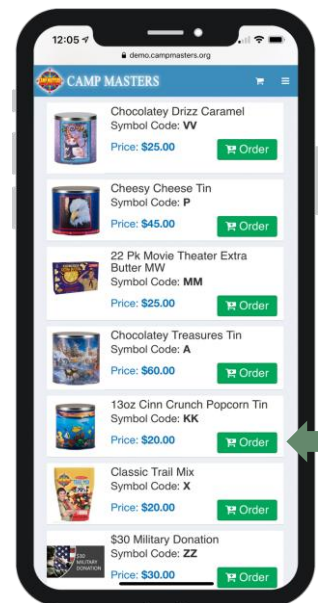 12:05
demo.campmasters.org
CAMP MASTERS
Chocolatey Drizz Caramel
Symbol Code: VV
Price: $25.00
Order
Cheesy Cheese Tin
Symbol Code: P
Price: $45.00
Order
22 Pk Movie Theater Extra
Butter MW
Symbol Code: MM
Price: $25.00
Order
Chocolatey Treasures Tin
Symbol Code: A
Price: $60.00
Order
13oz Cinn Crunch Popcorn Tin
Symbol Code: KK
Price: $20.00
Order
Classic Trail Mix
Symbol Code: X
Price: $20.00
Order
$30 Military Donation
Symbol Code: ZZ
$30
MILITARY
DONATION
Price: $30.00
Order